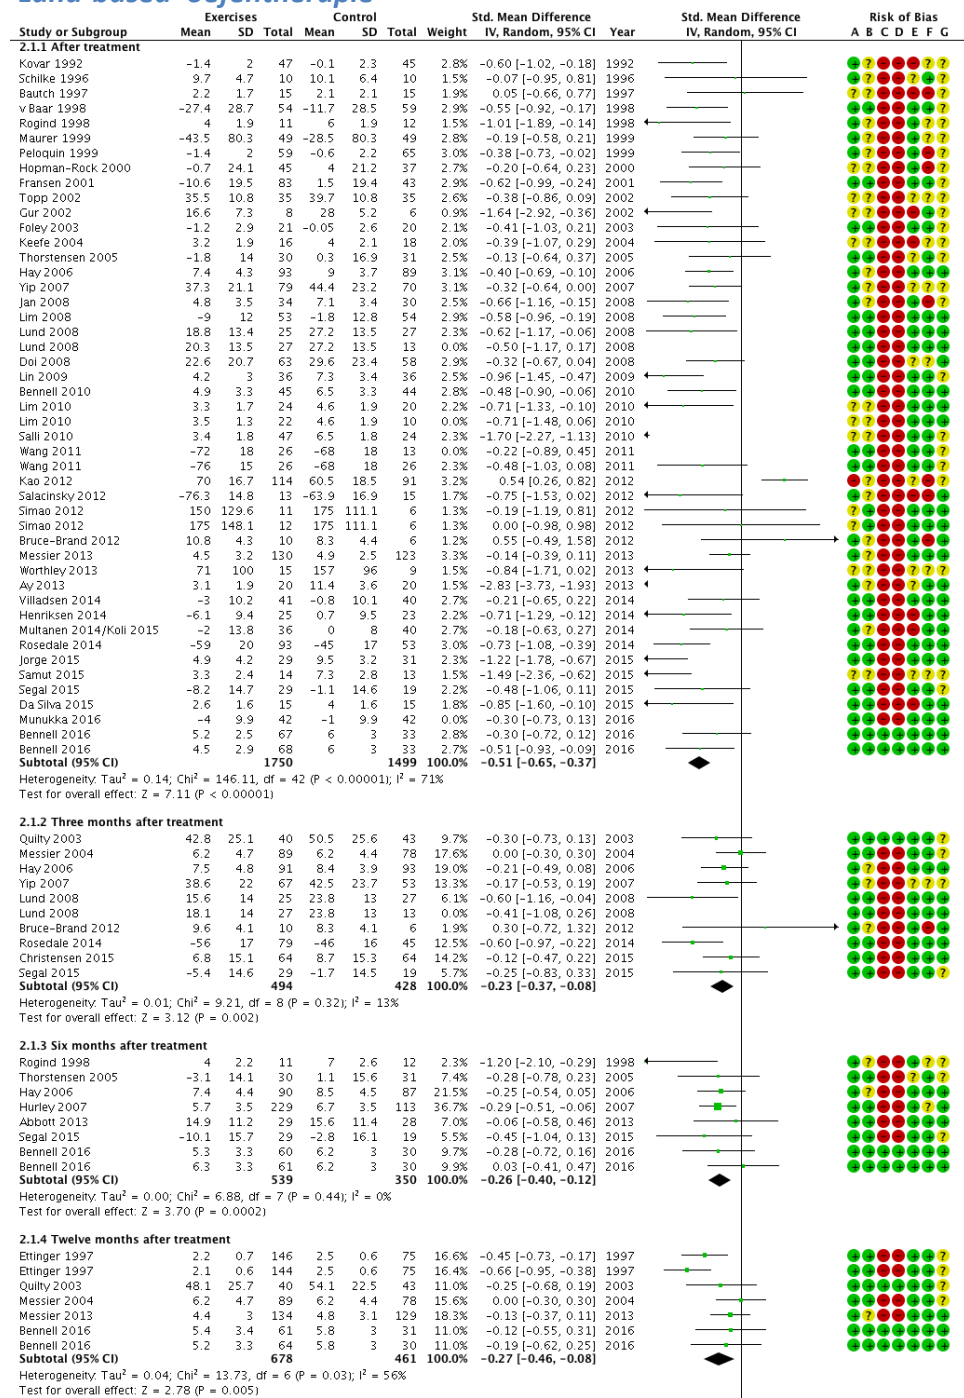 Land-based Oefentherapie
Exercises Control Std. Mean Difference Std. Mean Difference Risk of Bias
Study or Subgroup Mean SD Total Mean SD Total Weight IV, Random, 95% CI Year IV, Random, 95% CI A B C D E F G
2.1.1 After treatment
Kovar 1992 -1.4 2 47 -0.1 2.3 45 2.8% -0.60 [-1.02, -0.18] 1992
Schilke 1996 9.7 4.7 10 10.1 6.4 10 1.6% -0.07 [-0.95, 0.81] 1996
Bautch 1997 2.2 1.7 15 2.1 2.1 15 2.0% 0.05 [-0.66, 0.77] 1997
v Baar 1998 -27.4 28.7 54 -11.7 28.5 59 2.9% -0.55 [-0.92, -0.17] 1998
Rogind 1998 4 1.9 11 6 1.9 12 1.6% -1.01 [-1.89, -0.14] 1998
Maurer 1999 -43.5 80.3 49 -28.5 80.3 49 2.8% -0.19 [-0.58, 0.21] 1999
Peloquin 1999 -1.4 2 59 -0.6 2.2 65 2.9% -0.38 [-0.73, -0.02] 1999
Hopman-Rock 2000 -0.7 24.1 45 4 21.2 37 2.7% -0.20 [-0.64, 0.23] 2000
Fransen 2001 -10.6 19.5 83 1.5 19.4 43 2.8% -0.62 [-0.99, -0.24] 2001
Topp 2002 35.5 10.8 35 39.7 10.8 35 2.6% -0.38 [-0.86, 0.09] 2002
Gur 2002 16.6 7.3 8 28 5.2 6 0.9% -1.64 [-2.92, -0.36] 2002
Foley 2003 -1.2 2.9 21 -0.05 2.6 20 2.2% -0.41 [-1.03, 0.21] 2003
Keefe 2004 3.2 1.9 16 4 2.1 18 2.1% -0.39 [-1.07, 0.29] 2004
Thorstensen 2005 -1.8 14 30 0.3 16.9 31 2.5% -0.13 [-0.64, 0.37] 2005
Hay 2006 7.4 4.3 93 9 3.7 89 3.1% -0.40 [-0.69, -0.10] 2006
Yip 2007 37.3 21.1 79 44.4 23.2 70 3.0% -0.32 [-0.64, 0.00] 2007
Jan 2008 4.8 3.5 34 7.1 3.4 30 2.5% -0.66 [-1.16, -0.15] 2008
Lim 2008 -9 12 53 -1.8 12.8 54 2.8% -0.58 [-0.96, -0.19] 2008
Lund 2008 18.8 13.4 25 27.2 13.5 27 2.4% -0.62 [-1.17, -0.06] 2008
Lund 2008 20.3 13.5 27 27.2 13.5 13 0.0% -0.50 [-1.17, 0.17] 2008
Doi 2008 22.6 20.7 63 29.6 23.4 58 2.9% -0.32 [-0.67, 0.04] 2008
Lin 2009 4.2 3 36 7.3 3.4 36 2.5% -0.96 [-1.45, -0.47] 2009
Bennell 2010 4.9 3.3 45 6.5 3.3 44 2.7% -0.48 [-0.90, -0.06] 2010
Lim 2010 3.3 1.7 24 4.6 1.9 20 2.2% -0.71 [-1.33, -0.10] 2010
Lim 2010 3.5 1.3 22 4.6 1.9 10 0.0% -0.71 [-1.48, 0.06] 2010
Salli 2010 3.4 1.8 47 6.5 1.8 24 2.3% -1.70 [-2.27, -1.13] 2010
Wang 2011 -72 18 26 -68 18 13 0.0% -0.22 [-0.89, 0.45] 2011
Wang 2011 -76 15 26 -68 18 26 2.4% -0.48 [-1.03, 0.08] 2011
Kao 2012 70 16.7 114 60.5 18.5 91 3.1% 0.54 [0.26, 0.82] 2012
Salacinsky 2012 -76.3 14.8 13 -63.9 16.9 15 1.8% -0.75 [-1.53, 0.02] 2012
Simao 2012 150 129.6 11 175 111.1 6 1.4% -0.19 [-1.19, 0.81] 2012
Simao 2012 175 148.1 12 175 111.1 6 1.4% 0.00 [-0.98, 0.98] 2012
Bruce-Brand 2012 10.8 4.3 10 8.3 4.4 6 1.3% 0.55 [-0.49, 1.58] 2012
Messier 2013 4.5 3.2 130 4.9 2.5 123 3.2% -0.14 [-0.39, 0.11] 2013
Worthley 2013 71 100 15 157 96 9 1.7% -0.84 [-1.71, 0.02] 2013
Ay 2013 3.1 1.9 20 11.4 3.6 20 1.6% -2.83 [-3.73, -1.93] 2013
Villadsen 2014 -3 10.2 41 -0.8 10.1 40 2.7% -0.21 [-0.65, 0.22] 2014
Henriksen 2014 -6.1 9.4 25 0.7 9.5 23 2.3% -0.71 [-1.29, -0.12] 2014
Multanen 2014/Koli 2015 -2 13.8 36 0 8 40 2.7% -0.18 [-0.63, 0.27] 2014
Rosedale 2014 -59 20 93 -45 17 53 2.9% -0.73 [-1.08, -0.39] 2014
Jorge 2015 4.9 4.2 29 9.5 3.2 31 2.4% -1.22 [-1.78, -0.67] 2015
Samut 2015 3.3 2.4 14 7.3 2.8 13 1.6% -1.49 [-2.36, -0.62] 2015
Segal 2015 -8.2 14.7 29 -1.1 14.6 19 2.3% -0.48 [-1.06, 0.11] 2015
Da Silva 2015 2.6 1.6 15 4 1.6 15 1.9% -0.85 [-1.60, -0.10] 2015
Munukka 2016 -4 9.9 42 -1 9.9 42 0.0% -0.30 [-0.73, 0.13] 2016
Bennell 2016 5.2 2.5 67 6 3 33 2.8% -0.30 [-0.72, 0.12] 2016
Bennell 2016 4.5 2.9 68 6 3 33 2.7% -0.51 [-0.93, -0.09] 2016
Subtotal (95% CI) 1750 1499 100.0% -0.51 [-0.65, -0.37]
Heterogeneity: Tau² = 0.14; Chi² = 146.11, df = 42 (P < 0.00001); I² = 71%
Test for overall effect: Z = 7.11 (P < 0.00001)
2.1.2 Three months after treatment
Quilty 2003 42.8 25.1 40 50.5 25.6 43 9.7% -0.30 [-0.73, 0.13] 2003
Messier 2004 6.2 4.7 89 6.2 4.4 78 17.6% 0.00 [-0.30, 0.30] 2004
Hay 2006 7.5 4.8 91 8.4 3.9 93 19.0% -0.21 [-0.49, 0.08] 2006
Yip 2007 38.6 22 67 42.5 23.7 53 13.3% -0.17 [-0.53, 0.19] 2007
Lund 2008 15.6 14 25 23.8 13 27 6.1% -0.60 [-1.16, -0.04] 2008
Lund 2008 18.1 14 27 23.8 13 13 0.0% -0.41 [-1.08, 0.26] 2008
Bruce-Brand 2012 9.6 4.1 10 8.3 4.1 6 1.9% 0.30 [-0.72, 1.32] 2012
Rosedale 2014 -56 17 79 -46 16 45 12.5% -0.60 [-0.97, -0.22] 2014
Christensen 2015 6.8 15.1 64 8.7 15.3 64 14.2% -0.12 [-0.47, 0.22] 2015
Segal 2015 -5.4 14.6 29 -1.7 14.5 19 5.7% -0.25 [-0.83, 0.33] 2015
Subtotal (95% CI) 494 428 100.0% -0.23 [-0.37, -0.08]
Heterogeneity: Tau² = 0.01; Chi² = 9.21, df = 8 (P = 0.32); I² = 13%
Test for overall effect: Z = 3.12 (P = 0.002)
2.1.3 Six months after treatment
Rogind 1998 4 2.2 11 7 2.6 12 2.3% -1.20 [-2.10, -0.29] 1998
Thorstensen 2005 -3.1 14.1 30 1.1 15.6 31 7.4% -0.28 [-0.78, 0.23] 2005
Hay 2006 7.4 4.4 90 8.5 4.5 87 21.5% -0.25 [-0.54, 0.05] 2006
Hurley 2007 5.7 3.5 229 6.7 3.5 113 36.7% -0.29 [-0.51, -0.06] 2007
Abbott 2013 14.9 11.2 29 15.6 11.4 28 7.0% -0.06 [-0.58, 0.46] 2013
Segal 2015 -10.1 15.7 29 -2.8 16.1 19 5.5% -0.45 [-1.04, 0.13] 2015
Bennell 2016 5.3 3.3 60 6.2 3 30 9.7% -0.28 [-0.72, 0.16] 2016
Bennell 2016 6.3 3.3 61 6.2 3 30 9.9% 0.03 [-0.41, 0.47] 2016
Subtotal (95% CI) 539 350 100.0% -0.26 [-0.40, -0.12]
Heterogeneity: Tau² = 0.00; Chi² = 6.88, df = 7 (P = 0.44); I² = 0%
Test for overall effect: Z = 3.70 (P = 0.0002)
2.1.4 Twelve months after treatment
Ettinger 1997 2.2 0.7 146 2.5 0.6 75 16.6% -0.45 [-0.73, -0.17] 1997
Ettinger 1997 2.1 0.6 144 2.5 0.6 75 16.4% -0.66 [-0.95, -0.38] 1997
Quilty 2003 48.1 25.7 40 54.1 22.5 43 11.0% -0.25 [-0.68, 0.19] 2003
Messier 2004 6.2 4.7 89 6.2 4.4 78 15.6% 0.00 [-0.30, 0.30] 2004
Messier 2013 4.4 3 134 4.8 3.1 129 18.3% -0.13 [-0.37, 0.11] 2013
Bennell 2016 5.4 3.4 61 5.8 3 31 11.0% -0.12 [-0.55, 0.31] 2016
Bennell 2016 5.2 3.3 64 5.8 3 30 11.0% -0.19 [-0.62, 0.25] 2016
Subtotal (95% CI) 678 461 100.0% -0.27 [-0.46, -0.08]
Heterogeneity: Tau² = 0.04; Chi² = 13.73, df = 6 (P = 0.03); I² = 56%
Test for overall effect: Z = 2.78 (P = 0.005)